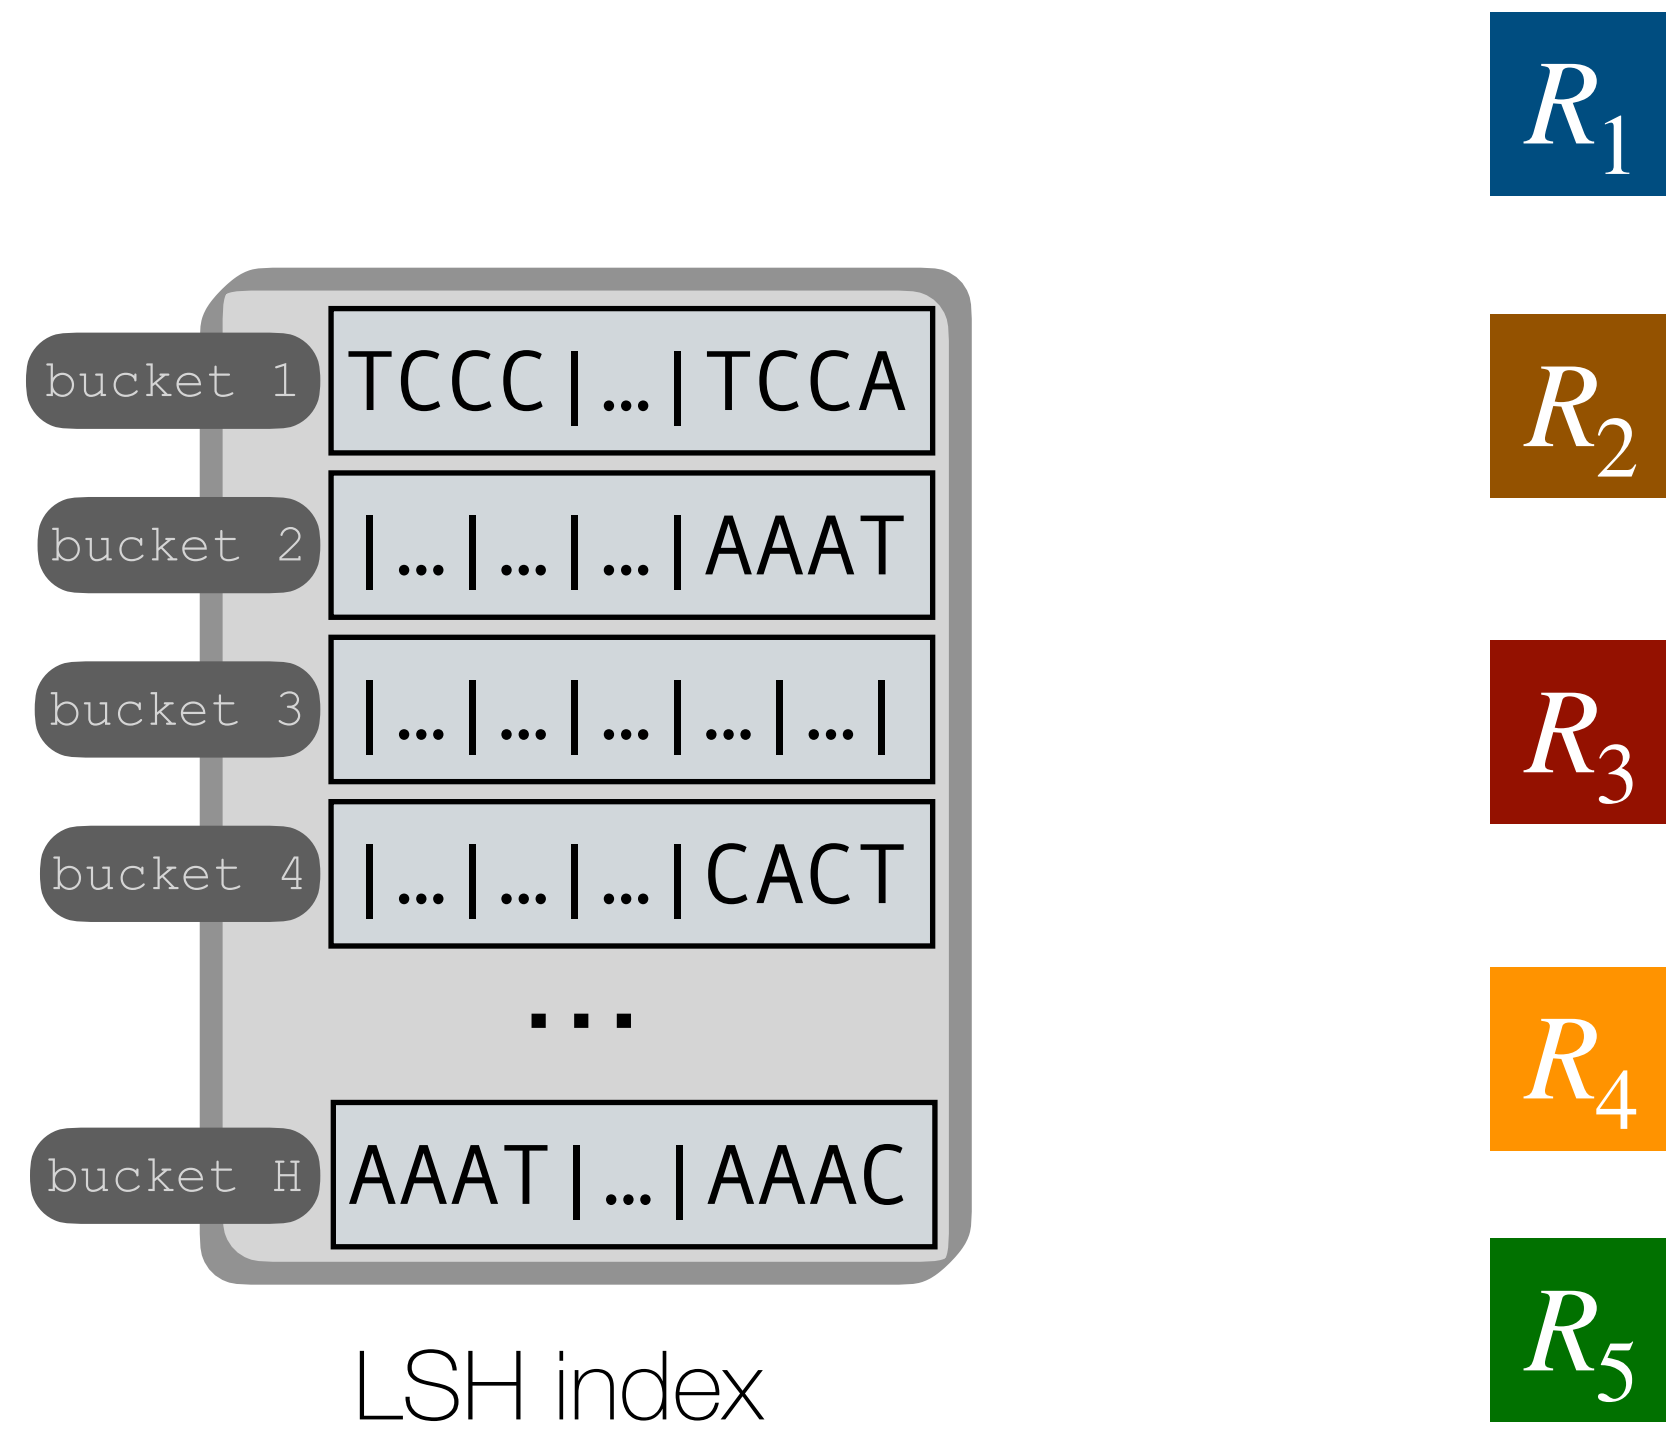 R1
bucket 1 TCCC|…|TCCA
R2
bucket 2 |…|…|…|AAAT
bucket 3 |…|…|…|…|…|
R3
bucket 4 |…|…|…|CACT
...
R4
bucket H AAAT|…|AAAC
R5
LSH index